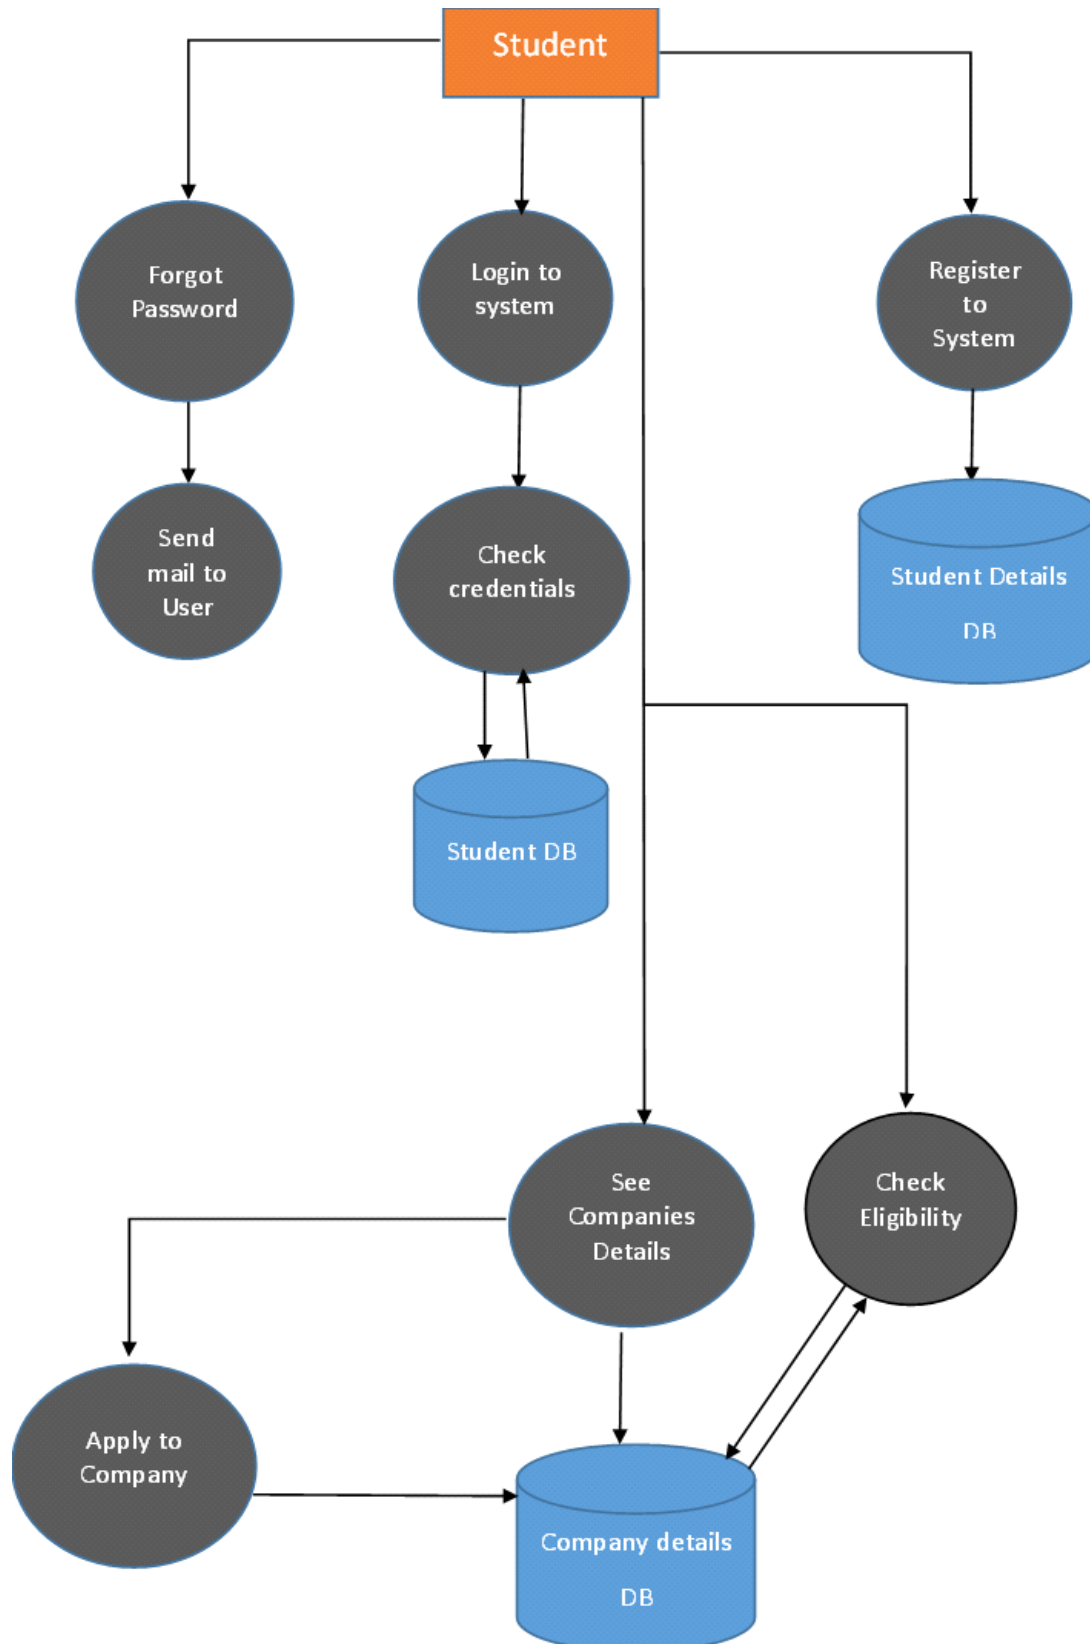 Student
Forgot
Password
Login to
system
Register
to
System
Send
mail to
User
Check
credentials
Student Details
DB
Student DB
See
Companies
Details
Check
Eligibility
Apply to
Company
Company details
DB